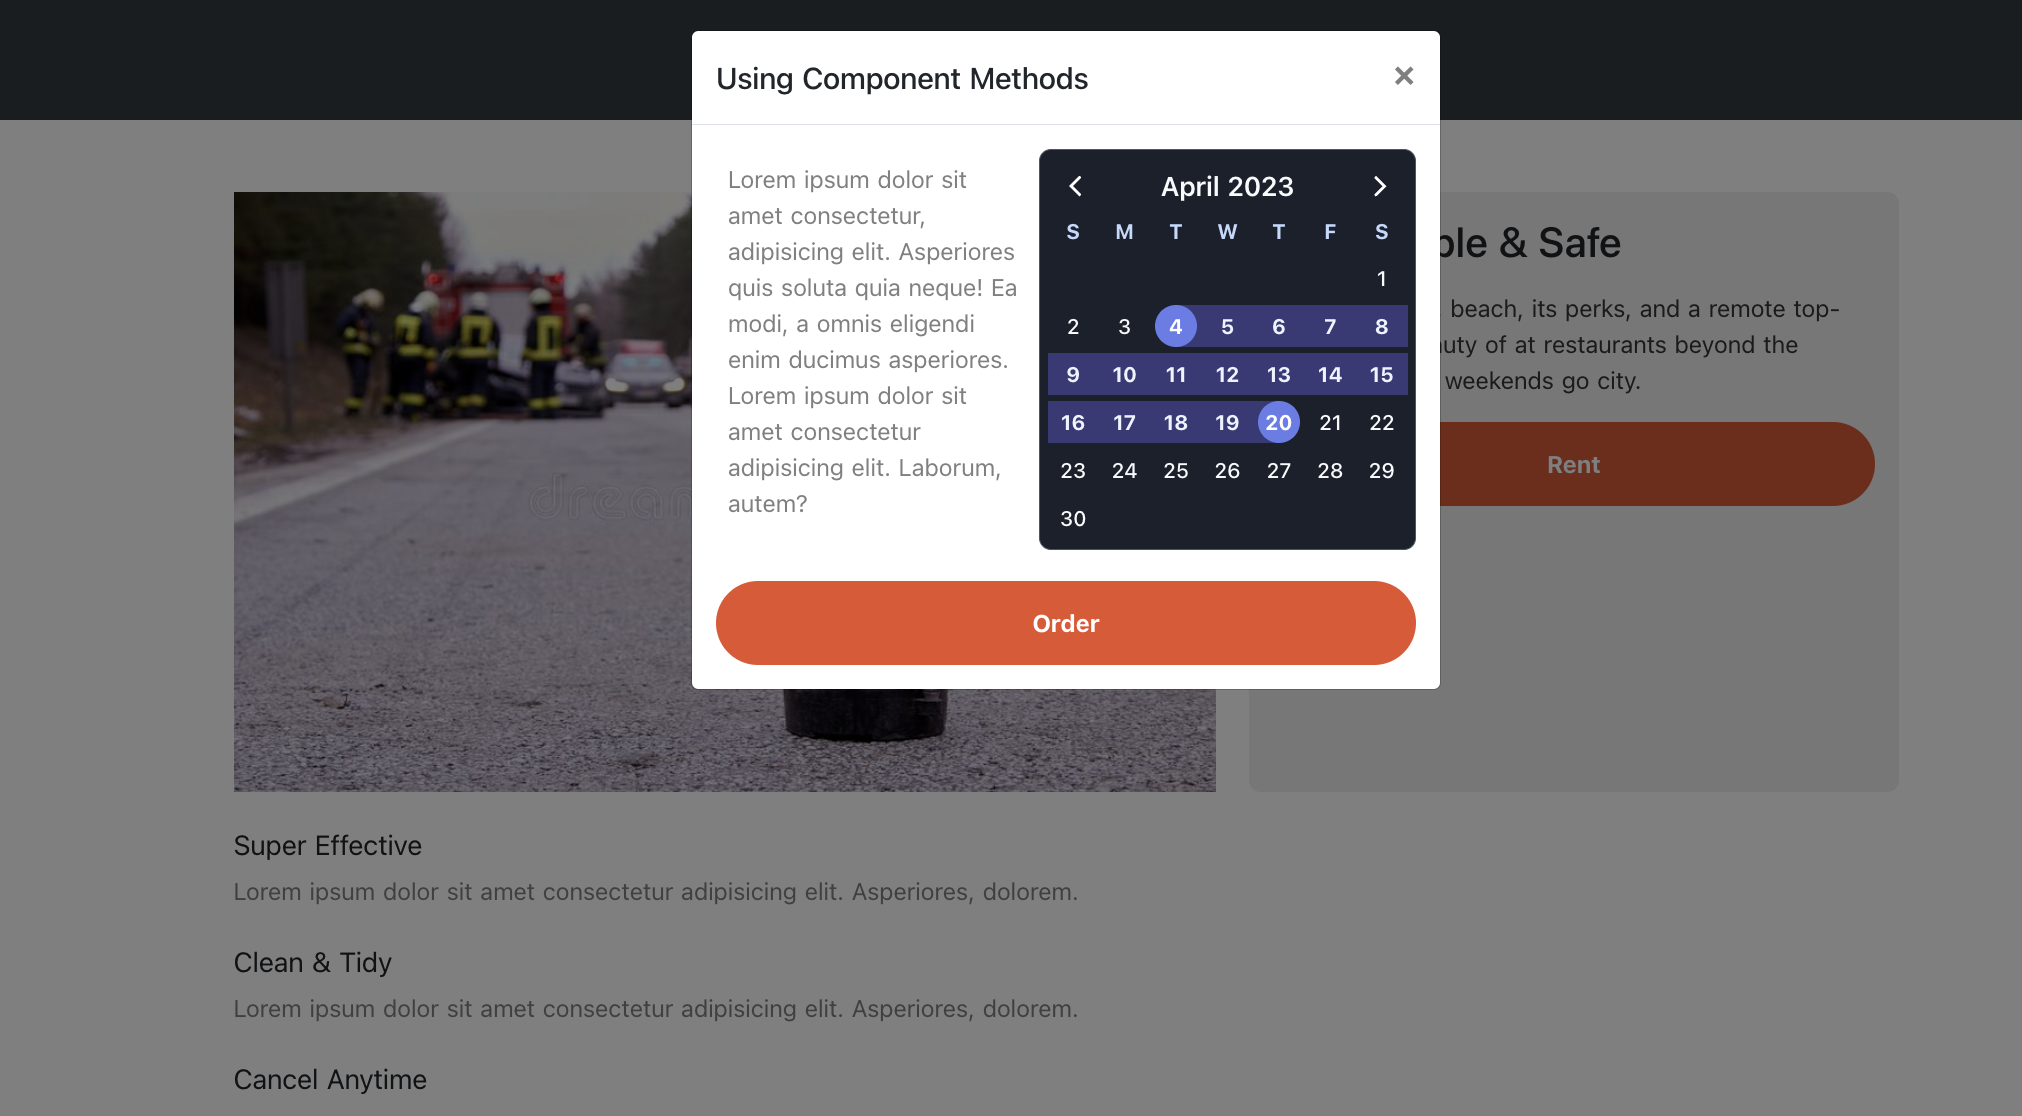 Using Component Methods
×
Lorem ipsum dolor sit
amet consectetur,
adipisicing elit. Asperiores
quis soluta quia neque! Ea
modi, a omnis eligendi
enim ducimus asperiores.
Lorem ipsum dolor sit
amet consectetur
adipisicing elit. Laborum,
autem?
April 2023
S M T W T F S
1
2 3 4 5 6 7 8
9 10 11 12 13 14 15
16 17 18 19 20 21 22
23 24 25 26 27 28 29
30
Order
& Safe
beach, its perks, and a remote top-
of at restaurants beyond the
weekends go city.
Rent
Super Effective
Lorem ipsum dolor sit amet consectetur adipisicing elit. Asperiores, dolorem.
Clean & Tidy
Lorem ipsum dolor sit amet consectetur adipisicing elit. Asperiores, dolorem.
Cancel Anytime